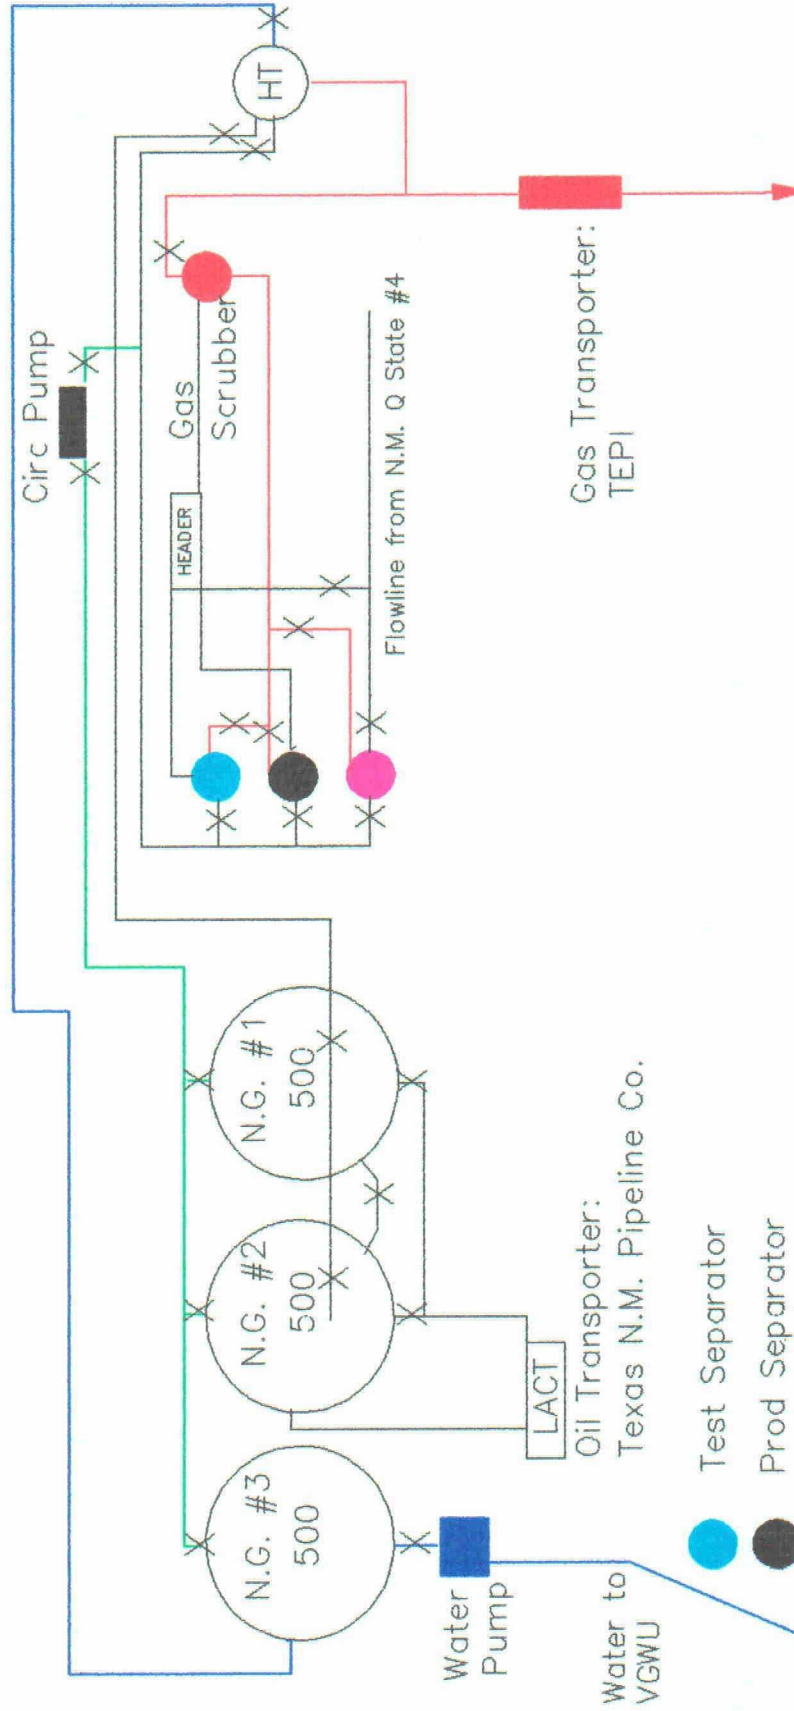 N.G. #3
500
N.G. #2
500
N.G. #1
500
Circ Pump
HT
HEADER
Gas
Scrubber
Flowline from N.M. Q State #4
Gas Transporter:
TEPI
LACT
Oil Transporter:
Texas N.M. Pipeline Co.
Water
Pump
Water to
VGWU
Test Separator
Prod Separator